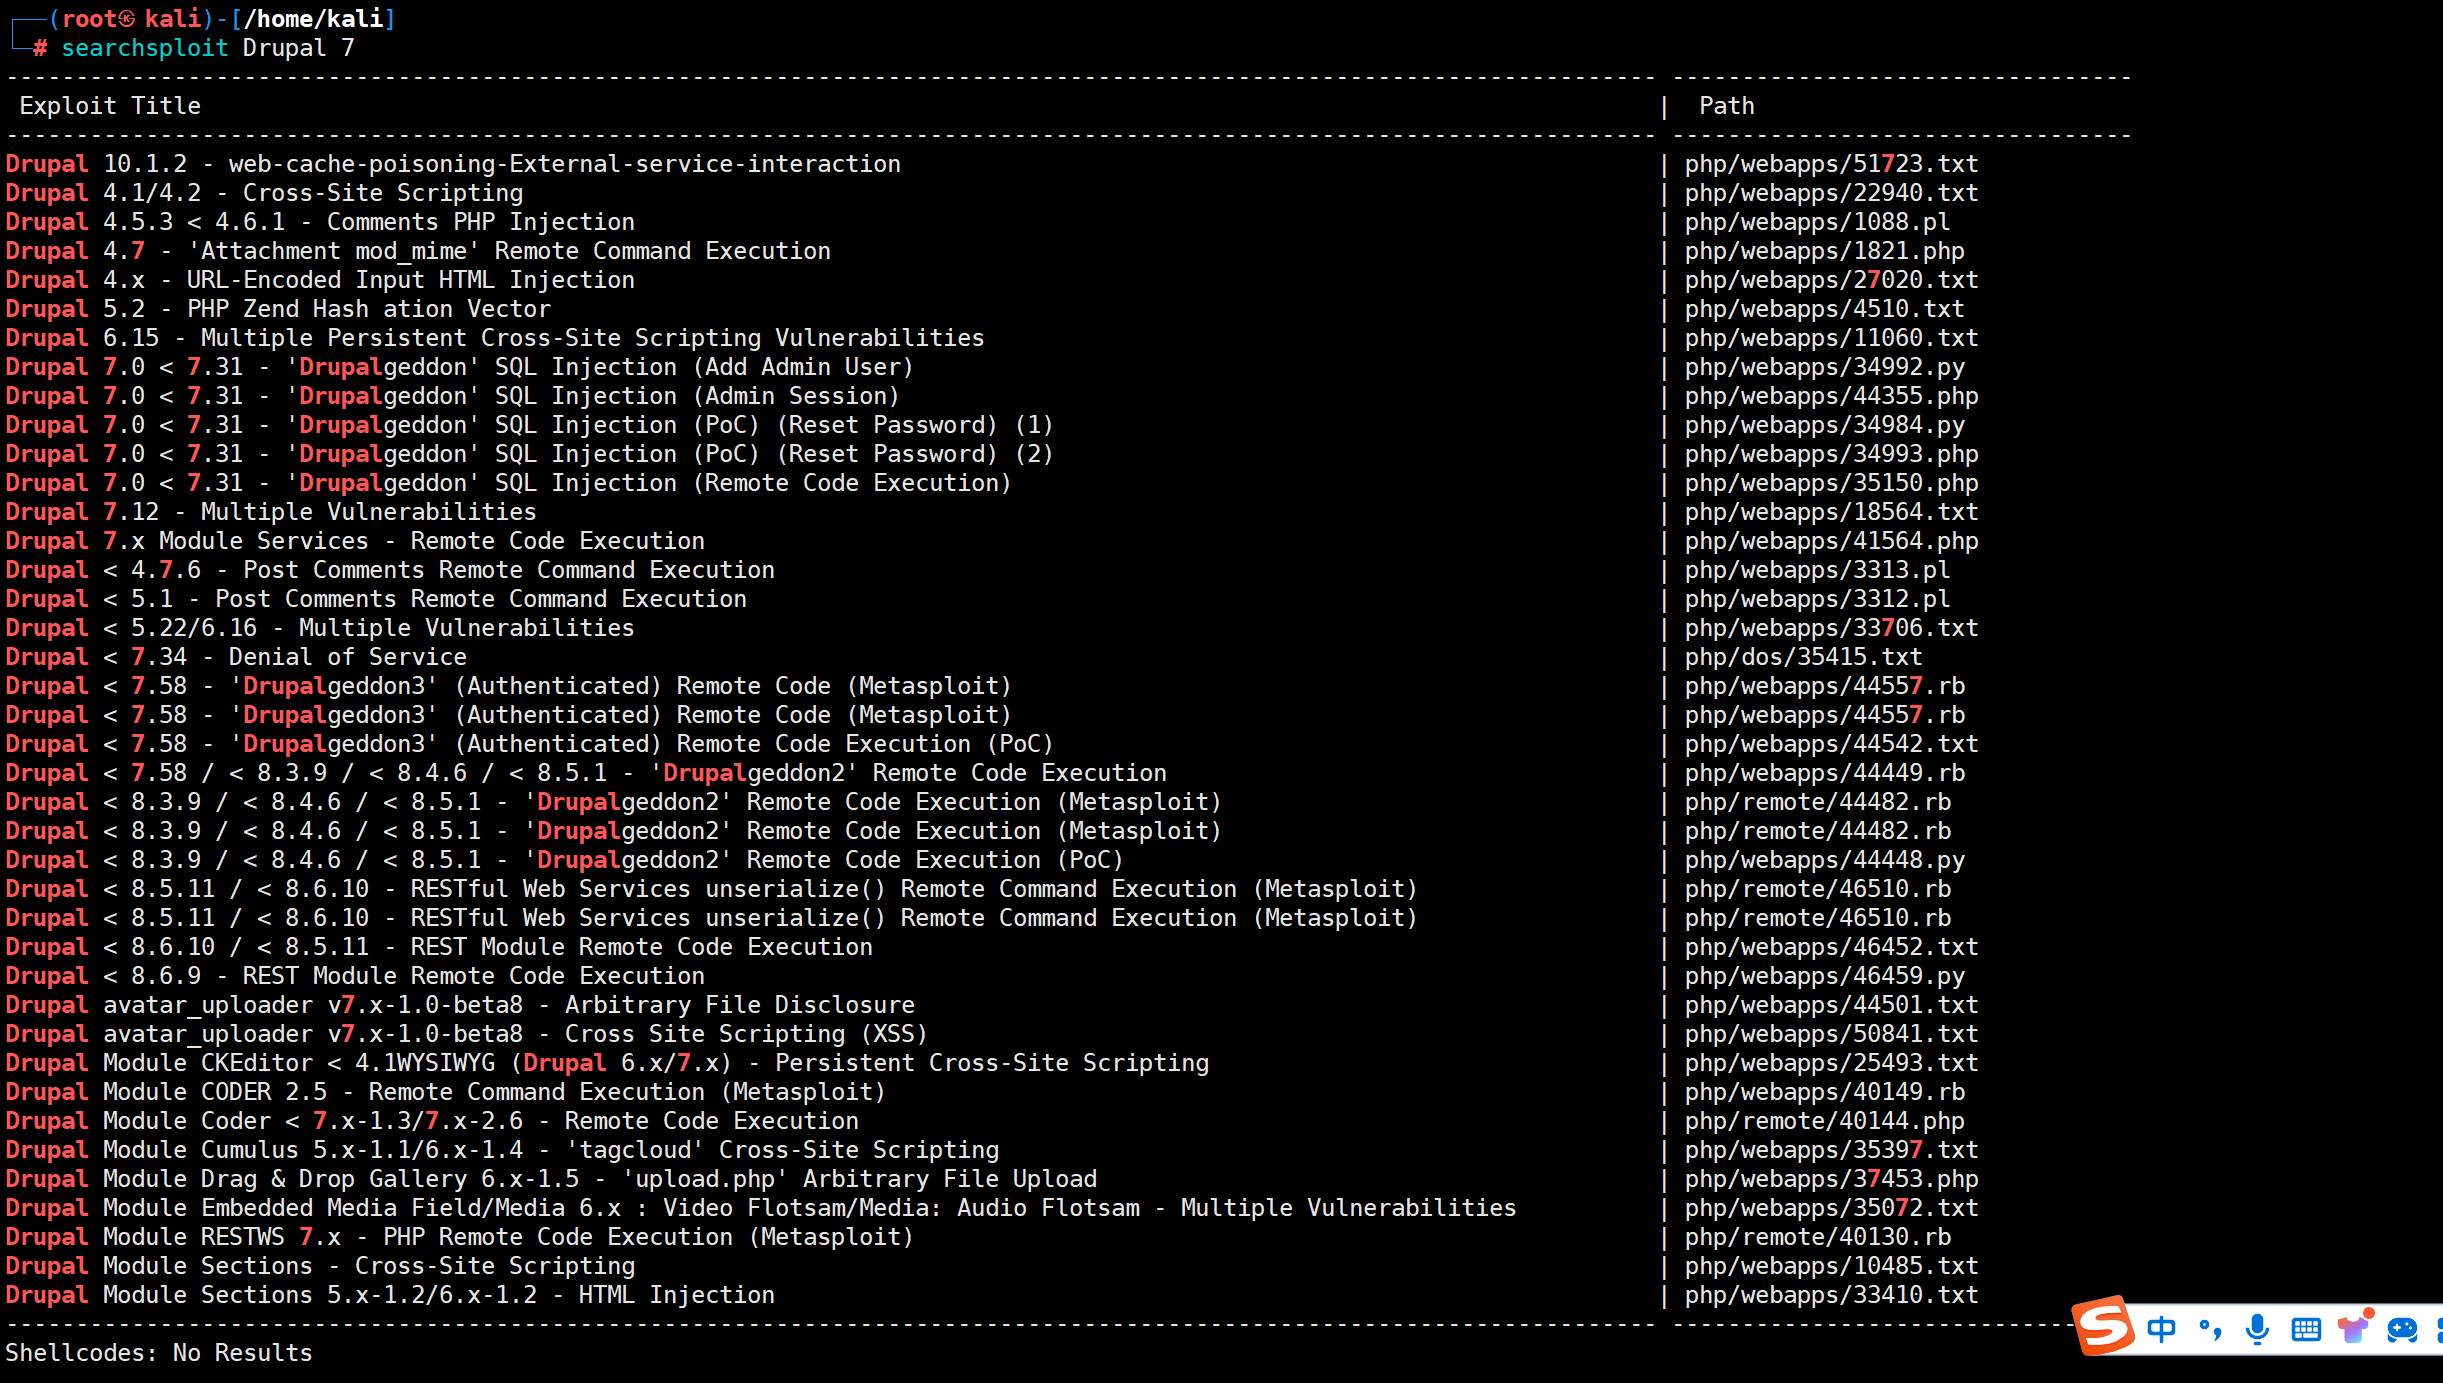 (root㉿kali)-[/home/kali]
# searchsploit Drupal 7
---------------------------------------------------------------------------------------------------------------------- ---------------------------------
Exploit Title | Path
---------------------------------------------------------------------------------------------------------------------- ---------------------------------
Drupal 10.1.2 - web-cache-poisoning-External-service-interaction | php/webapps/51723.txt
Drupal 4.1/4.2 - Cross-Site Scripting | php/webapps/22940.txt
Drupal 4.5.3 < 4.6.1 - Comments PHP Injection | php/webapps/1088.pl
Drupal 4.7 - 'Attachment mod_mime' Remote Command Execution | php/webapps/1821.php
Drupal 4.x - URL-Encoded Input HTML Injection | php/webapps/27020.txt
Drupal 5.2 - PHP Zend Hash ation Vector | php/webapps/4510.txt
Drupal 6.15 - Multiple Persistent Cross-Site Scripting Vulnerabilities | php/webapps/11060.txt
Drupal 7.0 < 7.31 - 'Drupalgeddon' SQL Injection (Add Admin User) | php/webapps/34992.py
Drupal 7.0 < 7.31 - 'Drupalgeddon' SQL Injection (Admin Session) | php/webapps/44355.php
Drupal 7.0 < 7.31 - 'Drupalgeddon' SQL Injection (PoC) (Reset Password) (1) | php/webapps/34984.py
Drupal 7.0 < 7.31 - 'Drupalgeddon' SQL Injection (PoC) (Reset Password) (2) | php/webapps/34993.php
Drupal 7.0 < 7.31 - 'Drupalgeddon' SQL Injection (Remote Code Execution) | php/webapps/35150.php
Drupal 7.12 - Multiple Vulnerabilities | php/webapps/18564.txt
Drupal 7.x Module Services - Remote Code Execution | php/webapps/41564.php
Drupal < 4.7.6 - Post Comments Remote Command Execution | php/webapps/3313.pl
Drupal < 5.1 - Post Comments Remote Command Execution | php/webapps/3312.pl
Drupal < 5.22/6.16 - Multiple Vulnerabilities | php/webapps/33706.txt
Drupal < 7.34 - Denial of Service | php/dos/35415.txt
Drupal < 7.58 - 'Drupalgeddon3' (Authenticated) Remote Code (Metasploit) | php/webapps/44557.rb
Drupal < 7.58 - 'Drupalgeddon3' (Authenticated) Remote Code (Metasploit) | php/webapps/44557.rb
Drupal < 7.58 - 'Drupalgeddon3' (Authenticated) Remote Code Execution (PoC) | php/webapps/44542.txt
Drupal < 7.58 / < 8.3.9 / < 8.4.6 / < 8.5.1 - 'Drupalgeddon2' Remote Code Execution | php/webapps/44449.rb
Drupal < 8.3.9 / < 8.4.6 / < 8.5.1 - 'Drupalgeddon2' Remote Code Execution (Metasploit) | php/remote/44482.rb
Drupal < 8.3.9 / < 8.4.6 / < 8.5.1 - 'Drupalgeddon2' Remote Code Execution (Metasploit) | php/remote/44482.rb
Drupal < 8.3.9 / < 8.4.6 / < 8.5.1 - 'Drupalgeddon2' Remote Code Execution (PoC) | php/webapps/44448.py
Drupal < 8.5.11 / < 8.6.10 - RESTful Web Services unserialize() Remote Command Execution (Metasploit) | php/remote/46510.rb
Drupal < 8.5.11 / < 8.6.10 - RESTful Web Services unserialize() Remote Command Execution (Metasploit) | php/remote/46510.rb
Drupal < 8.6.10 / < 8.5.11 - REST Module Remote Code Execution | php/webapps/46452.txt
Drupal < 8.6.9 - REST Module Remote Code Execution | php/webapps/46459.py
Drupal avatar_uploader v7.x-1.0-beta8 - Arbitrary File Disclosure | php/webapps/44501.txt
Drupal avatar_uploader v7.x-1.0-beta8 - Cross Site Scripting (XSS) | php/webapps/50841.txt
Drupal Module CKEditor < 4.1WYSIWYG (Drupal 6.x/7.x) - Persistent Cross-Site Scripting | php/webapps/25493.txt
Drupal Module CODER 2.5 - Remote Command Execution (Metasploit) | php/webapps/40149.rb
Drupal Module Coder < 7.x-1.3/7.x-2.6 - Remote Code Execution | php/remote/40144.php
Drupal Module Cumulus 5.x-1.1/6.x-1.4 - 'tagcloud' Cross-Site Scripting | php/webapps/35397.txt
Drupal Module Drag & Drop Gallery 6.x-1.5 - 'upload.php' Arbitrary File Upload | php/webapps/37453.php
Drupal Module Embedded Media Field/Media 6.x : Video Flotsam/Media: Audio Flotsam - Multiple Vulnerabilities | php/webapps/35072.txt
Drupal Module RESTWS 7.x - PHP Remote Code Execution (Metasploit) | php/remote/40130.rb
Drupal Module Sections - Cross-Site Scripting | php/webapps/10485.txt
Drupal Module Sections 5.x-1.2/6.x-1.2 - HTML Injection | php/webapps/33410.txt
---------------------------------------------------------------------------------------------------------------------- -----------------------------
S 中 °,
Shellcodes: No Results